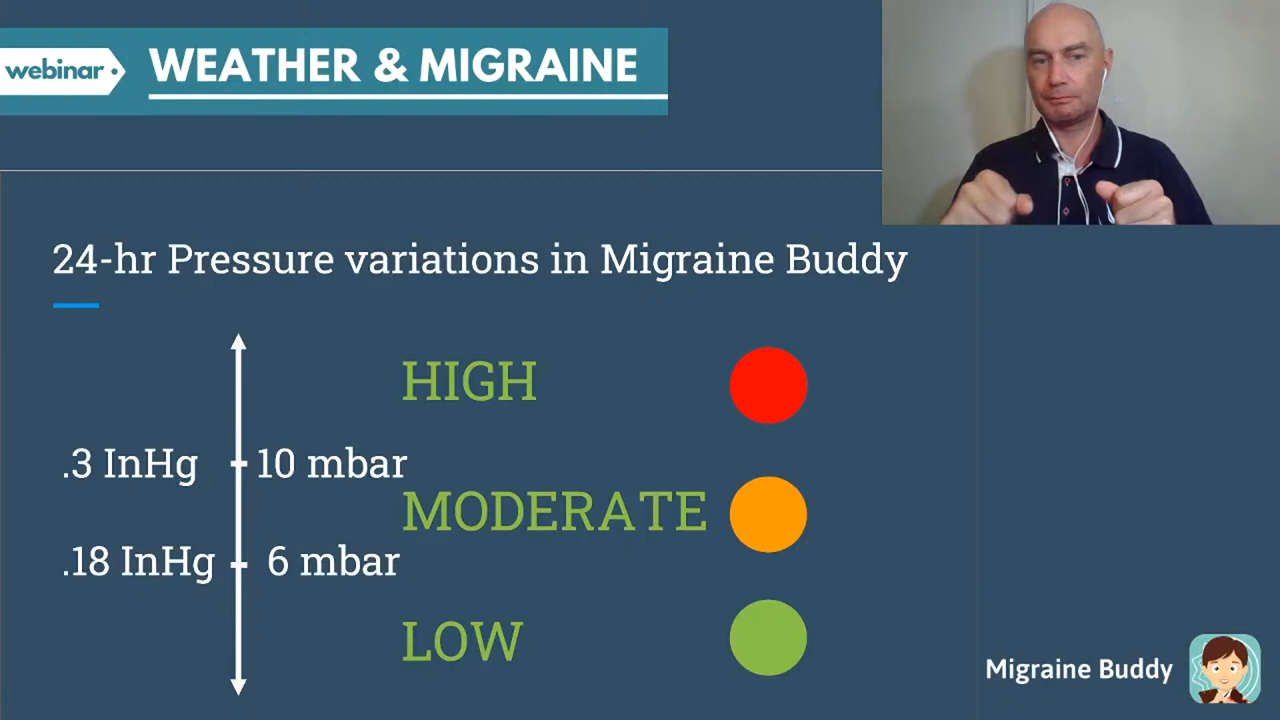 webinar
WEATHER & MIGRAINE
24-hr Pressure variations in Migraine Buddy
HIGH
.3 InHg 10 mbar
MODERATE
.18 InHg 6 mbar
LOW
Migraine Buddy